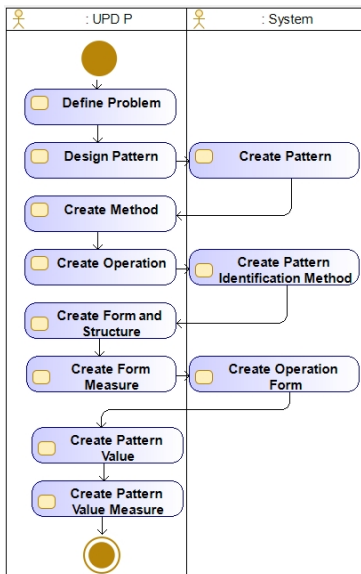 : UPD P
: System
Define Problem
Design Pattern
Create Pattern
Create Method
Create Operation
Create Pattern
Identification Method
Create Form and
Structure
Create Form
Measure
Create Operation
Form
Create Pattern
Value
Create Pattern
Value Measure